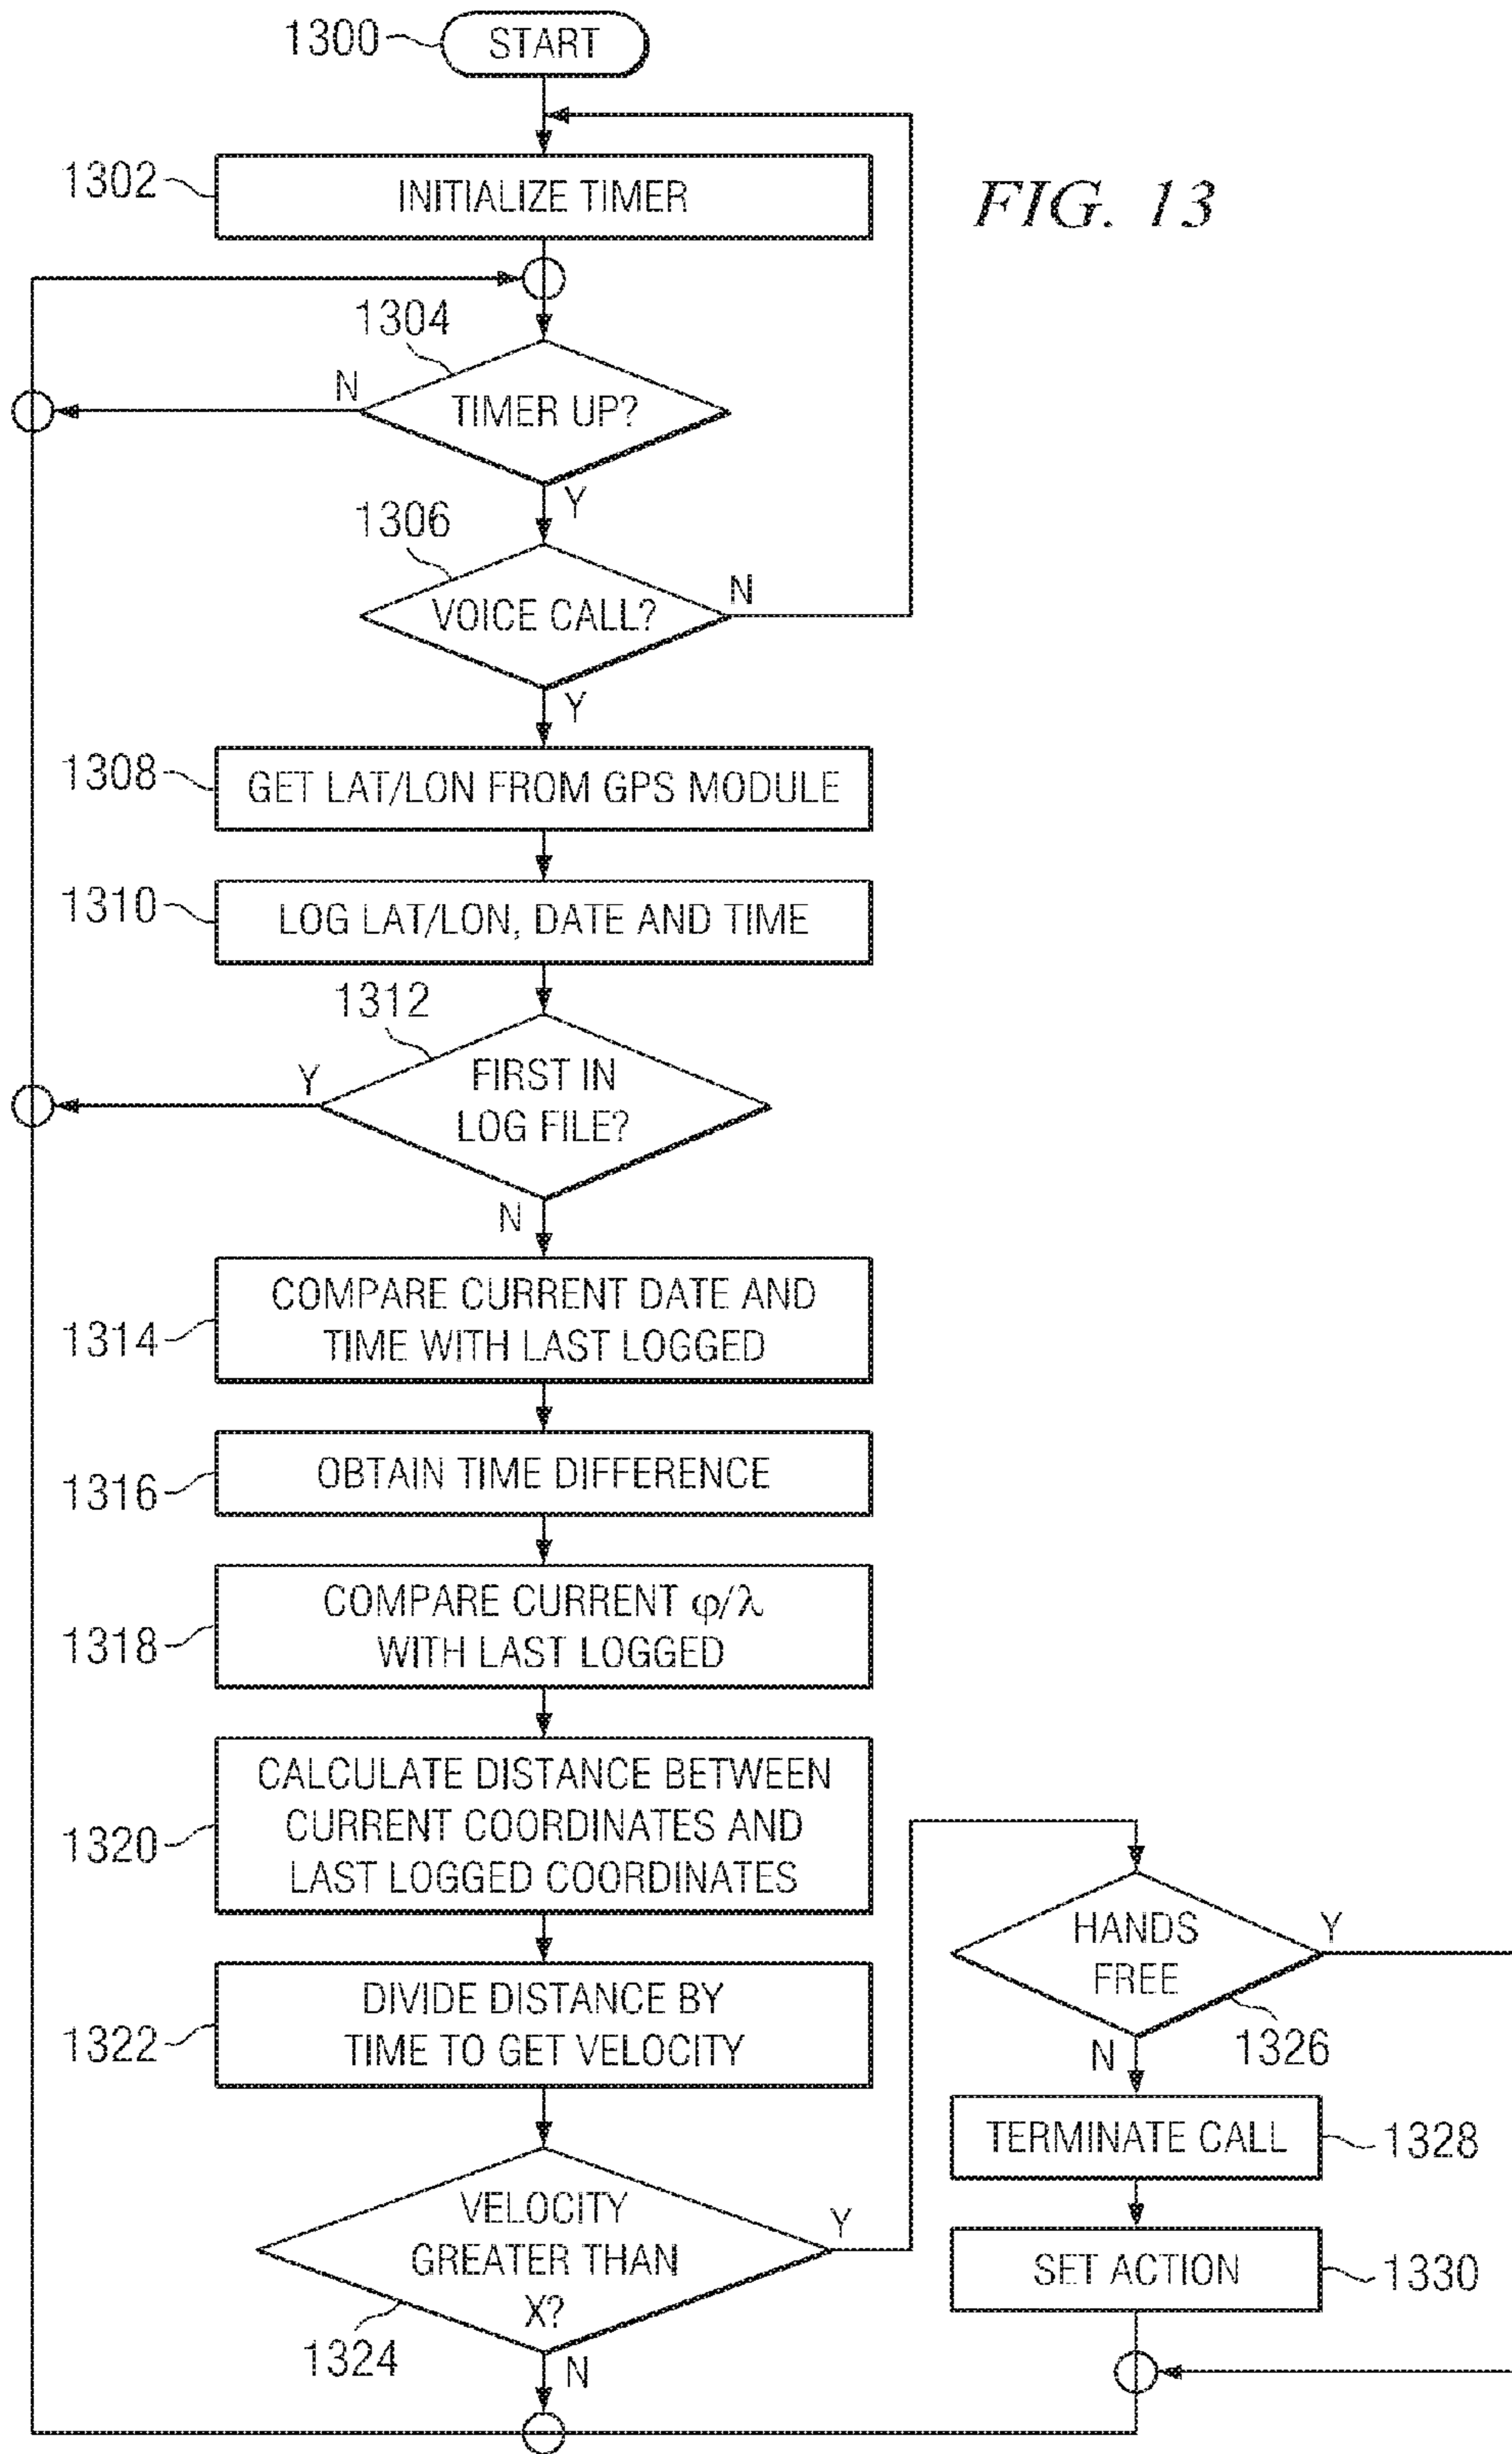 1300
START
1302
INITIALIZE TIMER
FIG. 13
1304
N
TIMER UP?
Y
1306
VOICE CALL?
N
Y
1308
GET LAT/LON FROM GPS MODULE
1310
LOG LAT/LON, DATE AND TIME
1312
Y
FIRST IN
LOG FILE?
N
1314
COMPARE CURRENT DATE AND
TIME WITH LAST LOGGED
1316
OBTAIN TIME DIFFERENCE
1318
COMPARE CURRENT φ/λ
WITH LAST LOGGED
1320
CALCULATE DISTANCE BETWEEN
CURRENT COORDINATES AND
LAST LOGGED COORDINATES
1322
DIVIDE DISTANCE BY
TIME TO GET VELOCITY
VELOCITY
GREATER THAN
X?
Y
1324
N
HANDS
FREE
Y
1326
N
TERMINATE CALL
1328
SET ACTION
1330